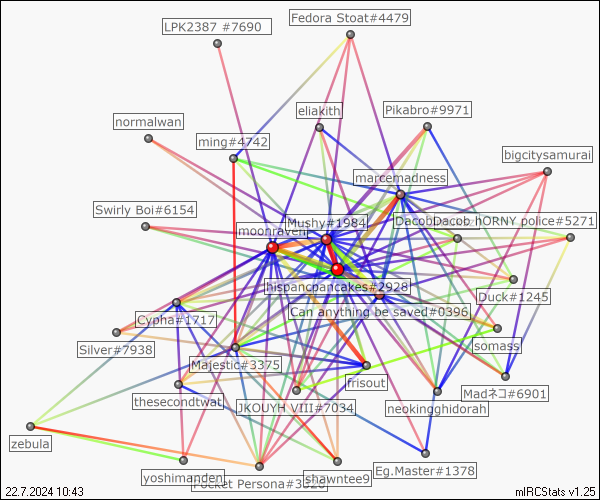 LPK2387 #7690
Fedora Stoat#4479
eliakith
Pikabro#9971
normalwan
ming#4742
bigcitysamurai
marcemadness
Swirly Boi#6154
Mushy#1984
moonraven
Dacob
Dacob
hORNY police#5271
hispancpancakes#2928
Duck#1245
Can anything be saved#0396
Cypha#1717
somass
Silver#7938
Majestic#3375
frisout
Madネコ#6901
thesecondtwat
JKOUYH VIII#7034
neokinghidorah
zebula
yoshimanden
Pocket Persona#3
shawntee9
Eg.Master#1378
22.7.2024 10:43
mIRCStats v1.25